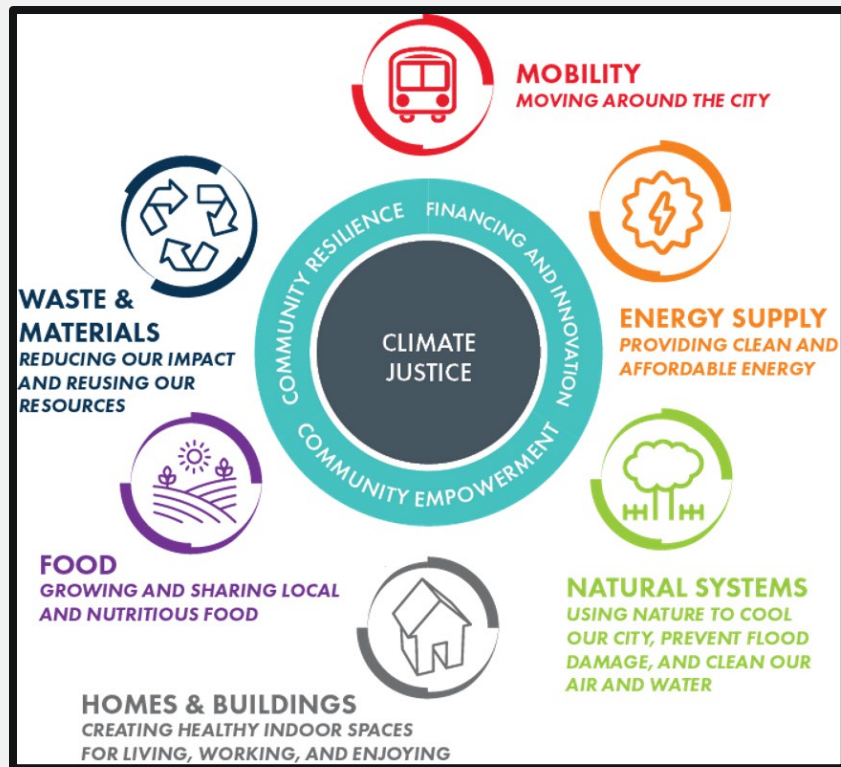 MOBILITY
MOVING AROUND THE CITY
ENERGY SUPPLY
PROVIDING CLEAN AND
AFFORDABLE ENERGY
NATURAL SYSTEMS
USING NATURE TO COOL
OUR CITY, PREVENT FLOOD
DAMAGE, AND CLEAN OUR
AIR AND WATER
HOMES & BUILDINGS
CREATING HEALTHY INDOOR SPACES
FOR LIVING, WORKING, AND ENJOYING
FOOD
GROWING AND SHARING LOCAL
AND NUTRITIOUS FOOD
WASTE &
MATERIALS
REDUCING OUR IMPACT
AND REUSING OUR
RESOURCES
COMMUNITY RESILIENCE
FINANCING AND INNOVATION
COMMUNITY EMPOWERMENT
CLIMATE
JUSTICE